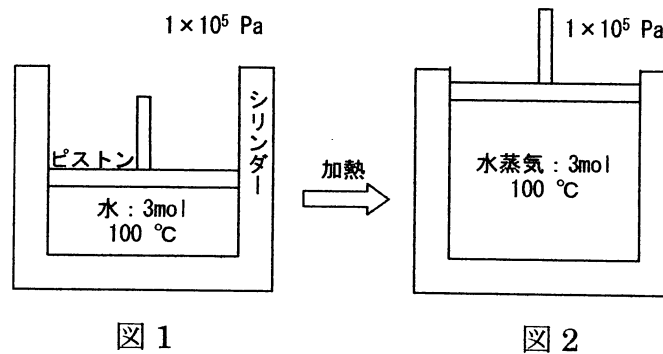 1×10⁵ Pa
シリンダー
ピストン
水：3mol
100 ℃
図 1
加熱
1×10⁵ Pa
水蒸気：3mol
100 ℃
図 2